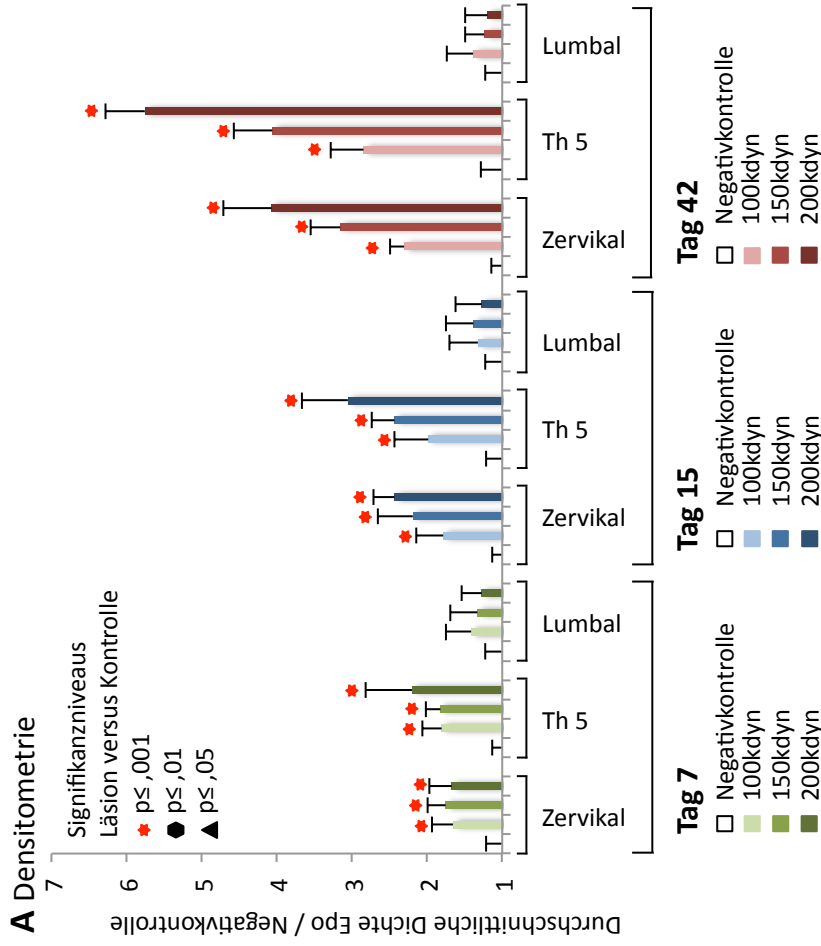 A Densitometrie
Signifikanzniveaus
Läsion versus Kontrolle
p≤ ,001
p≤ ,01
p≤ ,05
Durchschnittliche Dichte Epo / Negativkontrolle
7
6
5
4
3
2
1
Zervikal
Th 5
Lumbal
Zervikal
Th 5
Lumbal
Zervikal
Th 5
Lumbal
Tag 7
Negativkontrolle
100kdyn
150kdyn
200kdyn
Tag 15
Negativkontrolle
100kdyn
150kdyn
200kdyn
Tag 42
Negativkontrolle
100kdyn
150kdyn
200kdyn